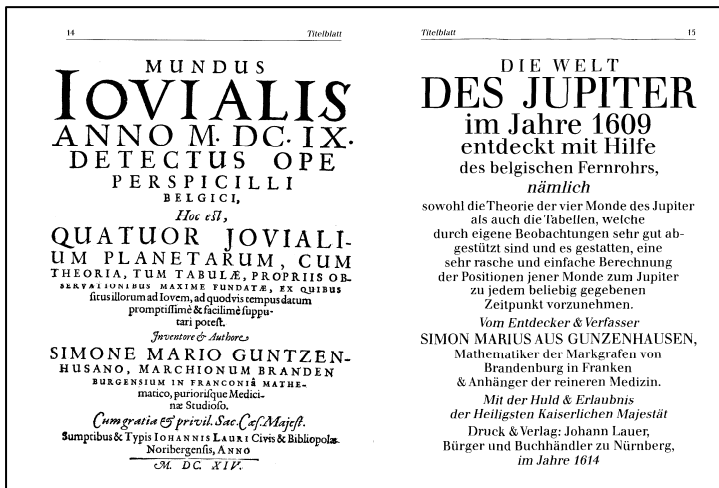 14 Titelblatt
MUNDUS
IOVIALIS
ANNO M·DC·IX·
DETECTUS OPE
PERSPICILLI
BELGICI,
Hoc est,
QUATUOR JOVIALI-
UM PLANETARUM, CUM
THEORIA, TUM TABULÆ, PROPRIIS OB-
SERVATIONIBUS MAXIME FUNDATÆ, EX QUIBUS
situs illorum ad Iovem, ad quodvis tempus datum
promptissimè & facilimè suppu-
tari potest.
Inventore & Authore
SIMONE MARIO GUNTZEN-
HUSANO, MARCHIONUM BRANDEN
BURGENSIUM IN FRANCONIÂ MATHE-
matico, puriorisque Medici-
næ Studioso.
Cum gratia & privil. Sac. Cæs. Majest.
Sumptibus & Typis IOHANNIS LAURI Civis & Bibliopolæ
Noribergensis, ANNO
M. DC. XIV.
Titelblatt 15
DIE WELT
DES JUPITER
im Jahre 1609
entdeckt mit Hilfe
des belgischen Fernrohrs,
nämlich
sowohl die Theorie der vier Monde des Jupiter
als auch die Tabellen, welche
durch eigene Beobachtungen sehr gut ab-
gestützt sind und es gestatten, eine
sehr rasche und einfache Berechnung
der Positionen jener Monde zum Jupiter
zu jedem beliebig gegebenen
Zeitpunkt vorzunehmen.
Vom Entdecker & Verfasser
SIMON MARIUS AUS GUNZENHAUSEN,
Mathematiker der Markgrafen von
Brandenburg in Franken
& Anhänger der reineren Medizin.
Mit der Huld & Erlaubnis
der Heiligsten Kaiserlichen Majestät
Druck & Verlag: Johann Lauer,
Bürger und Buchhändler zu Nürnberg,
im Jahre 1614